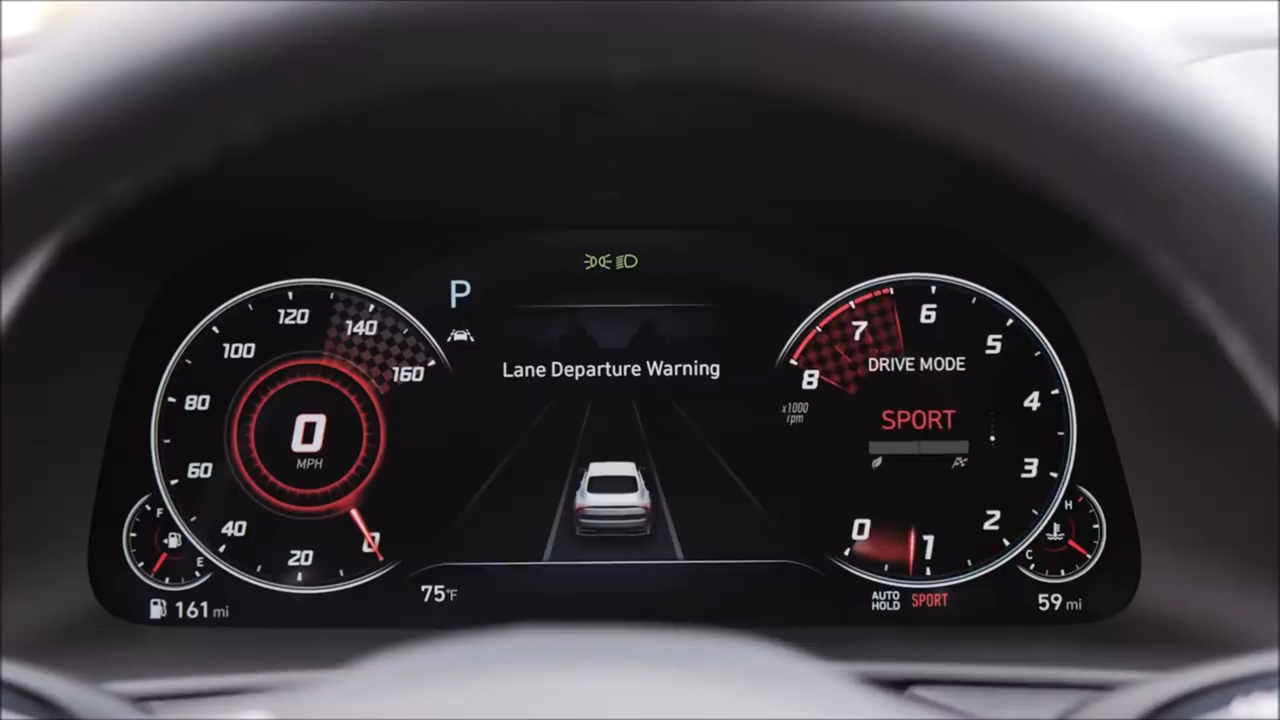 P
Lane Departure Warning
120
140
100
160
80
0
MPH
60
40
20
0
F
E
161 mi
75°F
7
6
5
8
DRIVE MODE
x1000
rpm
SPORT
4
3
2
0
1
H
C
AUTO
HOLD
SPORT
59 mi